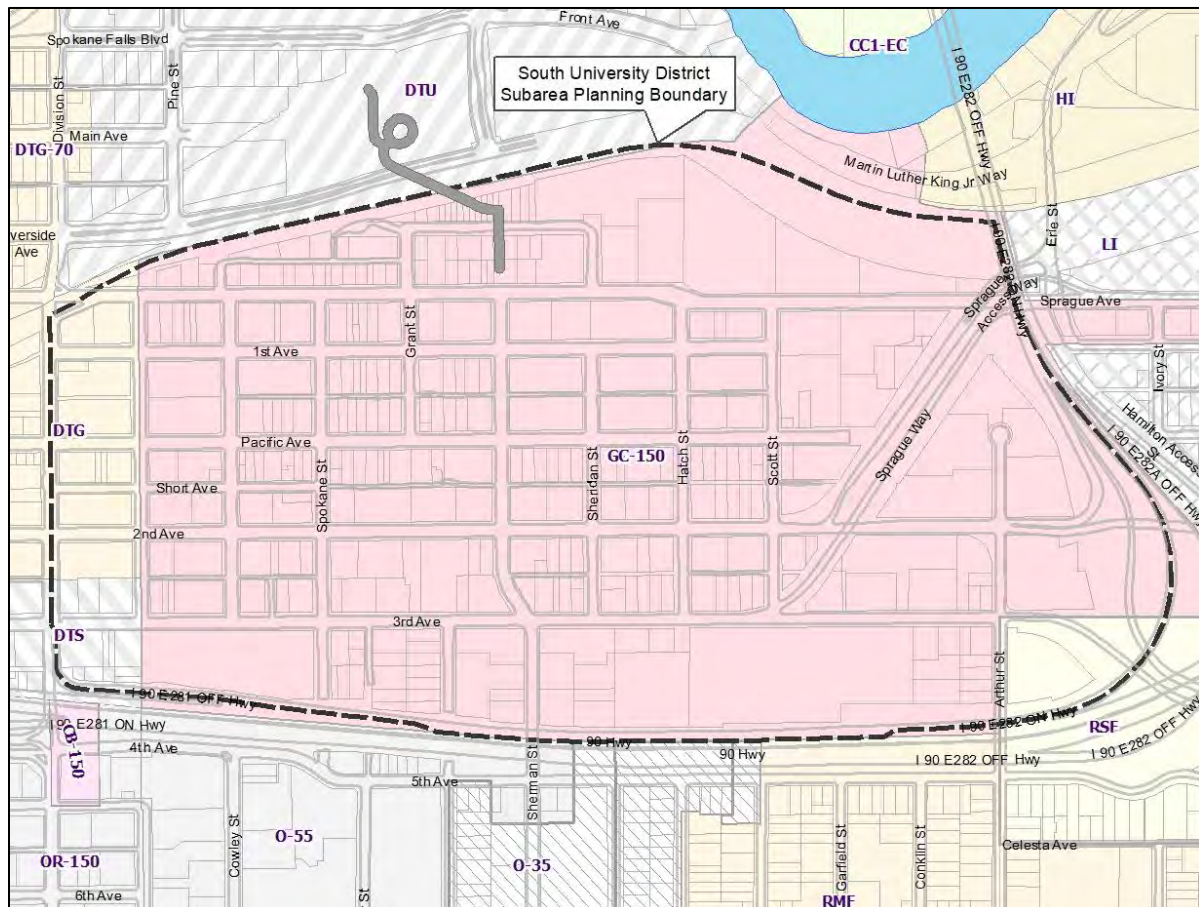 Front Ave
Spokane Falls Blvd
CC1-EC
I 90 E282 OFF Hwy
South University District
Subarea Planning Boundary
Pine St
Division St
DTU
HI
Main Ave
DTG-70
Martin Luther King Jr Way
Erie St
verside
Ave
LI
Sprague Ave
Sprague
Access Way
Grant St
1st Ave
Ivory St
DTG
Pacific Ave
GC-150
Sheridan St
Hatch St
Scott St
Sprague Way
Hamilton Access
St
I 90 E282A OFF Hwy
Short Ave
Spokane St
2nd Ave
3rd Ave
DTS
Arthur St
I 90 E281 OFF Hwy
I 90 E281 ON Hwy
CB-150
90 Hwy
90 Hwy
I 90 E282 ON Hwy
RSF
I 90 E282 OFF Hwy
I 90 E282 OFF Hwy
4th Ave
5th Ave
Sherman St
Cowley St
O-55
O-35
Garfield St
Conklin St
Celesta Ave
OR-150
6th Ave
St
RMF